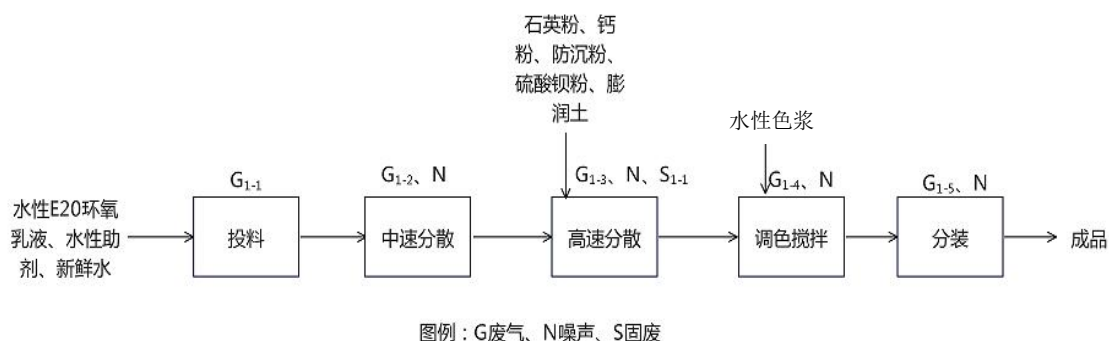 石英粉、钙
粉、防沉粉、
硫酸钡粉、膨
润土
水性色浆
G1-1
G1-2、N
G1-3、N、S1-1
G1-4、N
G1-5、N
水性E20环氧
乳液、水性助
剂、新鲜水
投料
中速分散
高速分散
调色搅拌
分装
成品
图例：G废气、N噪声、S固废